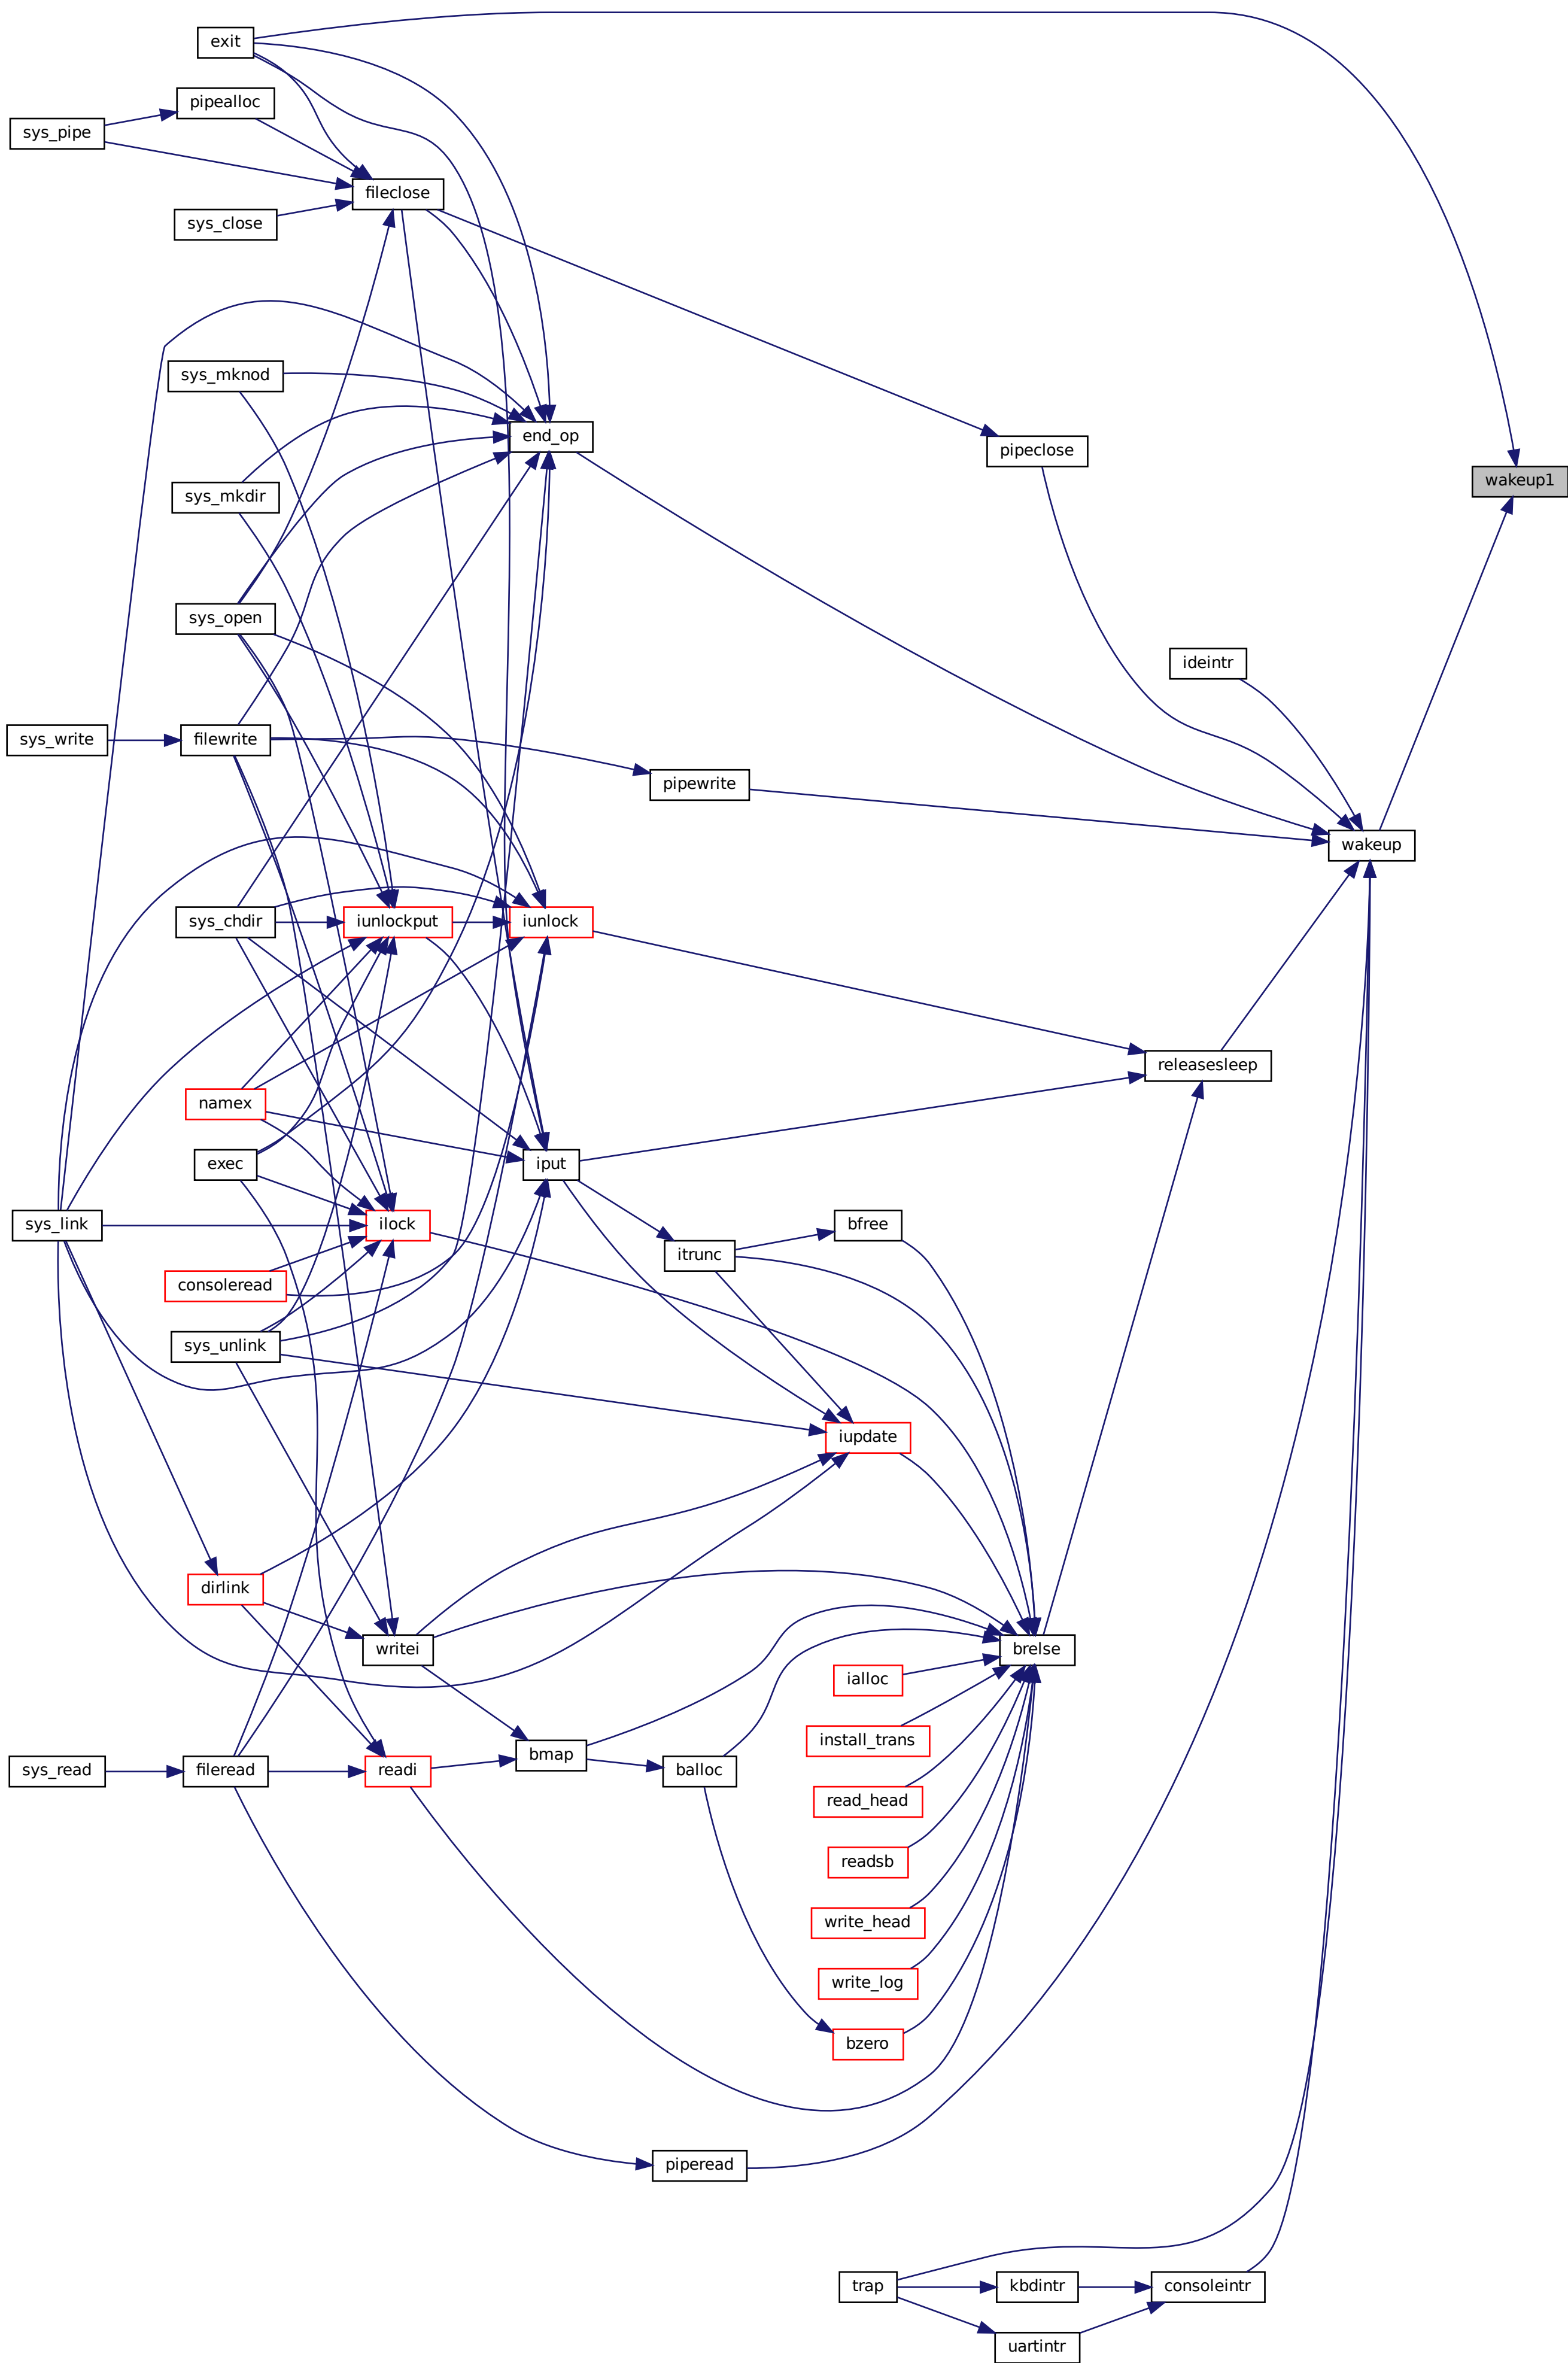 exit
pipealloc
sys_pipe
fileclose
sys_close
sys_mknod
end_op
pipeclose
wakeup1
sys_mkdir
sys_open
ideintr
sys_write
filewrite
pipewrite
wakeup
sys_chdir
iunlockput
iunlock
releasesleep
namex
exec
iput
sys_link
ilock
bfree
itrunc
consoleread
sys_unlink
iupdate
dirlink
writei
brelse
ialloc
install_trans
bmap
sys_read
fileread
readi
balloc
read_head
readsb
write_head
write_log
bzero
piperead
trap
kbdintr
consoleintr
uartintr